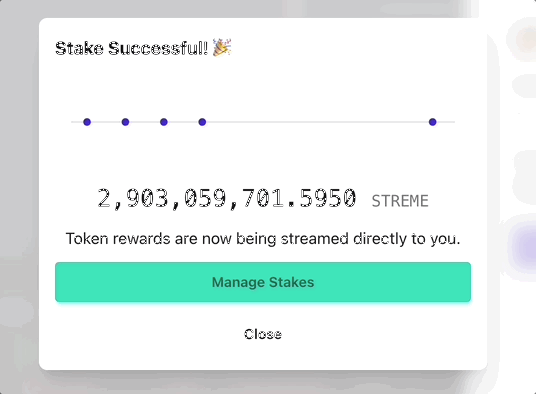 Stake Successful! 🎉
2,903,059,701.5950 STREME
Token rewards are now being streamed directly to you.
Manage Stakes
Close